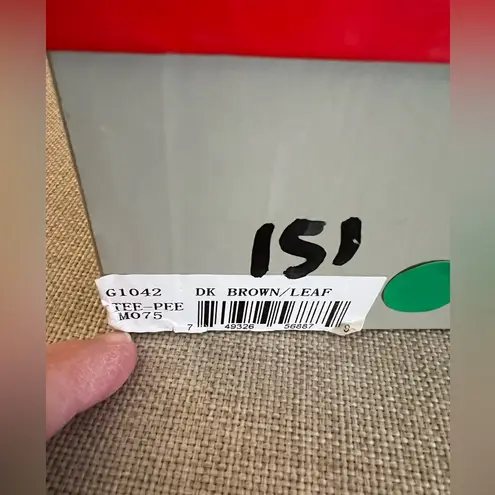 151
G1042 DK BROWN/LEAF
TEE-PEE
M075
7 49326 56887